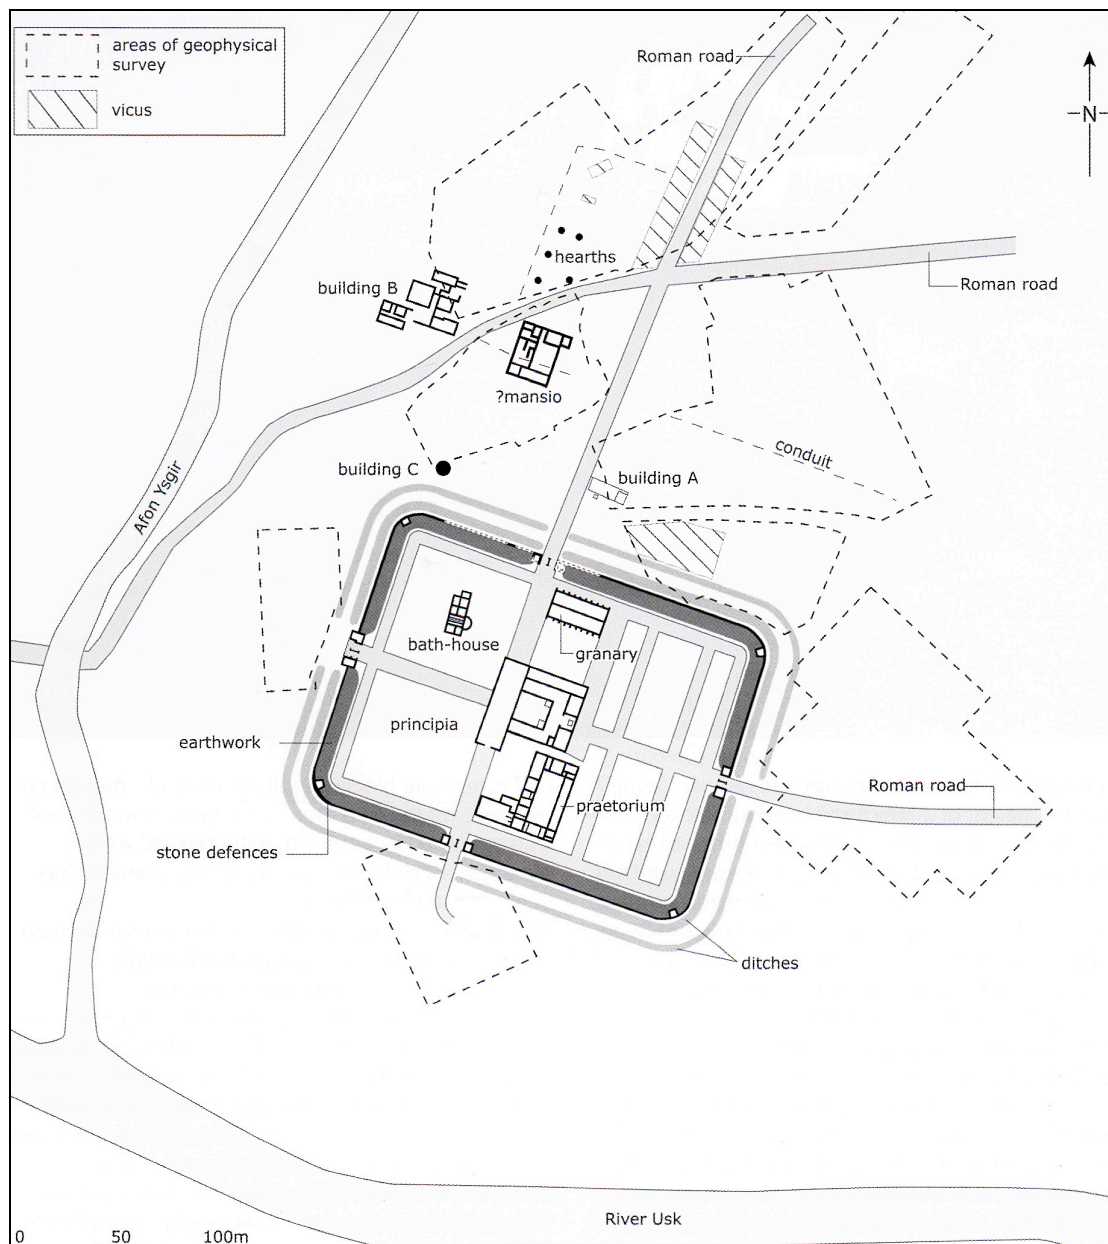 areas of geophysical
survey
vicus
Roman road
N
hearths
building B
Roman road
?mansio
conduit
building C
building A
Afon Ysgir
bath-house
granary
principia
earthwork
Roman road
praetorium
stone defences
ditches
River Usk
0 50 100m